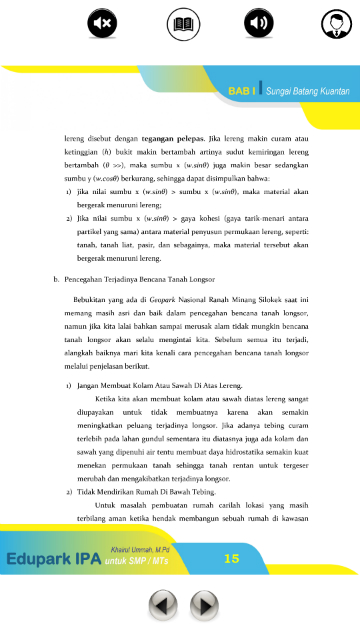 BAB I Sungai Batang Kuantan
lereng disebut dengan tegangan pelepas. Jika lereng makin curam atau
ketinggian (h) bukit makin bertambah artinya sudut kemiringan lereng
bertambah (θ >>), maka sumbu x (w.sinθ) juga makin besar sedangkan
sumbu y (w.cosθ) berkurang, sehingga dapat disimpulkan bahwa:
1) jika nilai sumbu x (w.sinθ) > sumbu x (w.sinθ), maka material akan
bergerak menuruni lereng;
2) Jika nilai sumbu x (w.sinθ) > gaya kohesi (gaya tarik-menari antara
partikel yang sama) antara material penyusun permukaan lereng, seperti:
tanah, tanah liat, pasir, dan sebagainya, maka material tersebut akan
bergerak menuruni lereng.
b. Pencegahan Terjadinya Bencana Tanah Longsor
Bebukitan yang ada di Geopark Nasional Ranah Minang Silokek saat ini
memang masih asri dan baik dalam pencegahan bencana tanah longsor,
namun jika kita lalai bahkan sampai merusak alam tidak mungkin bencana
tanah longsor akan selalu mengintai kita. Sebelum semua itu terjadi,
alangkah baiknya mari kita kenali cara pencegahan bencana tanah longsor
melalui penjelasan berikut.
1) Jangan Membuat Kolam Atau Sawah Di Atas Lereng.
Ketika kita akan membuat kolam atau sawah diatas lereng sangat
diupayakan untuk tidak membuatnya karena akan semakin
meningkatkan peluang terjadinya longsor. Jika adanya tebing curam
terlebih pada lahan gundul sementara itu diatasnya juga ada kolam dan
sawah yang dipenuhi air tentu membuat daya hidrostatika semakin kuat
menekan permukaan tanah sehingga tanah rentan untuk tergeser
merubah dan mengakibatkan terjadinya longsor.
2) Tidak Mendirikan Rumah Di Bawah Tebing.
Untuk masalah pembuatan rumah carilah lokasi yang masih
terbilang aman ketika hendak membangun sebuah rumah di kawasan
Khairul Ummah, M.Pd
Edupark IPA untuk SMP / MTs
15